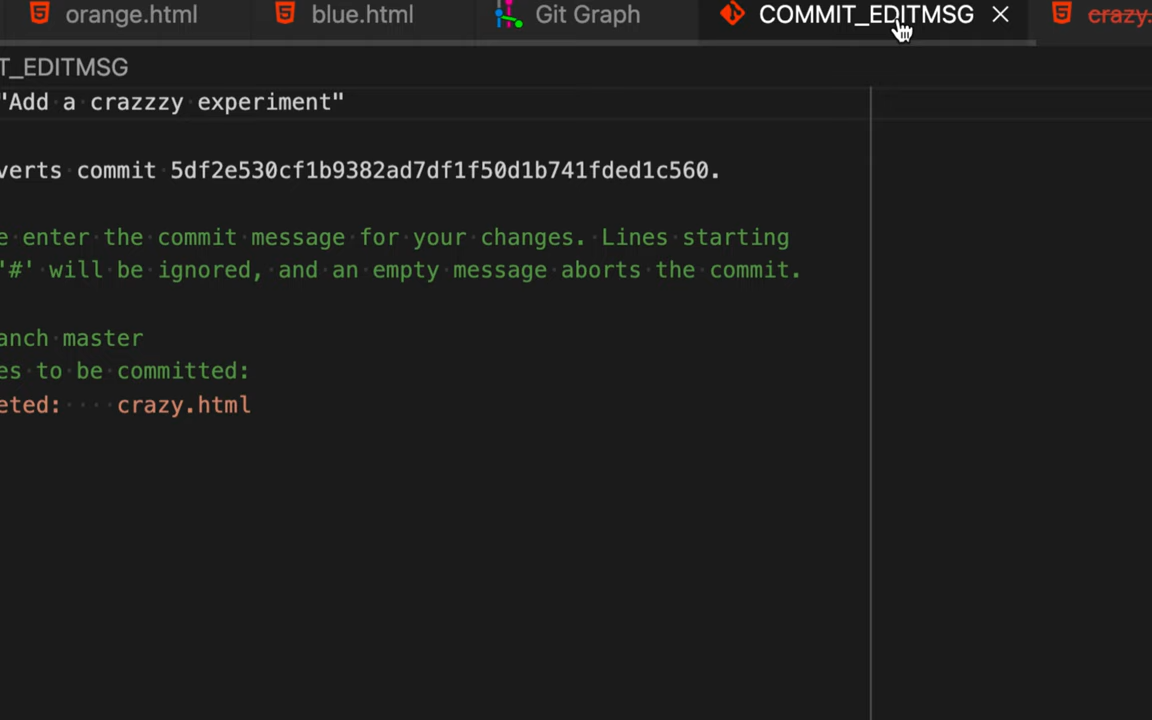 orange.html blue.html Git Graph COMMIT_EDITMSG crazy.
T_EDITMSG
"Add a crazzzy experiment"
verts commit 5df2e530cf1b9382ad7df1f50d1b741fded1c560.
e enter the commit message for your changes. Lines starting
'#' will be ignored, and an empty message aborts the commit.
anch master
es to be committed:
eted: crazy.html